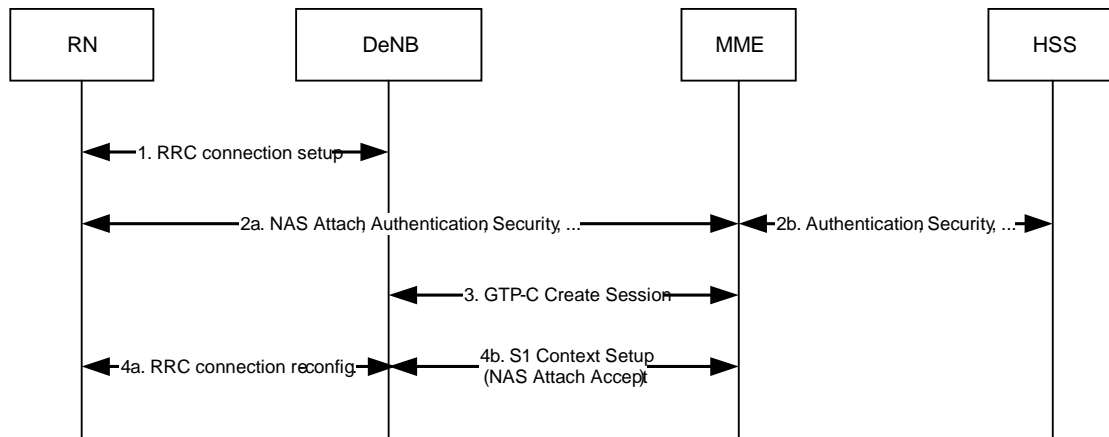 RN
DeNB
MME
HSS
1. RRC connection setup
2a. NAS Attach, Authentication, Security, ...
2b. Authentication, Security, ...
3. GTP-C Create Session
4a. RRC connection reconfig.
4b. S1 Context Setup
(NAS Attach Accept)